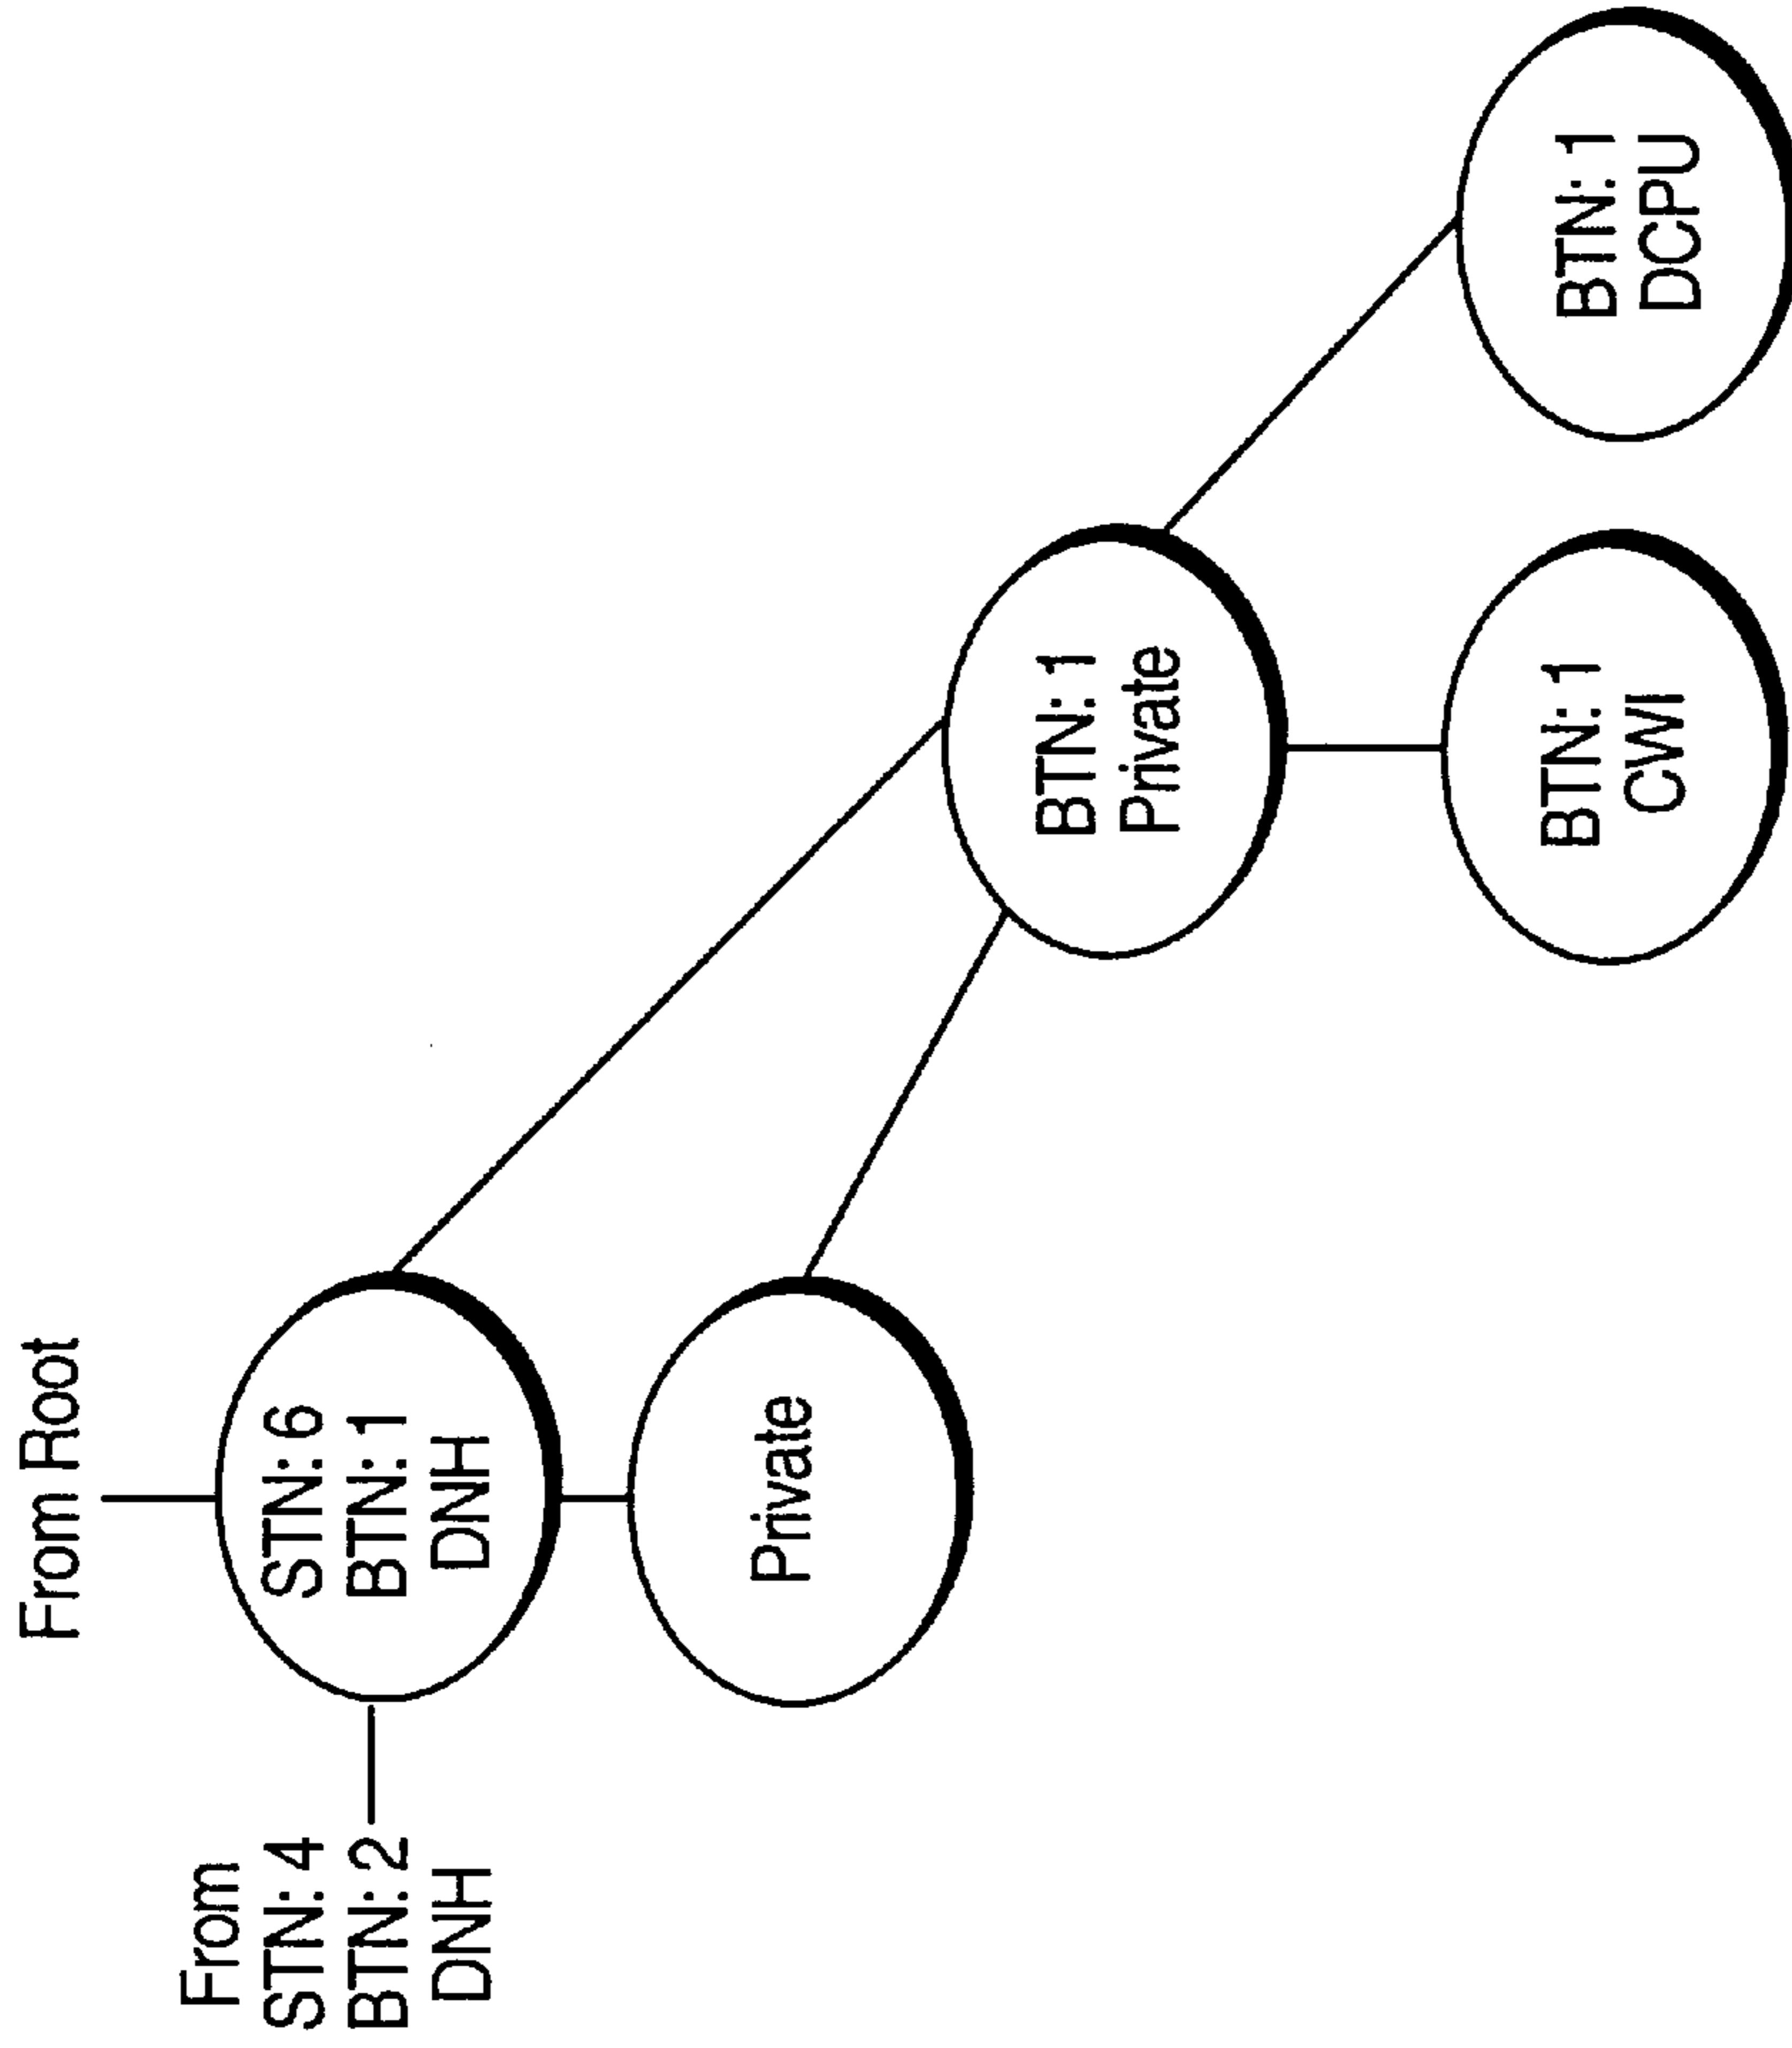 From Root
From
STN: 4
BTN: 2
DNH
STN: 6
BTN: 1
DNH
Private
BTN: 1
Private
BTN: 1
CWI
BTN: 1
DCPU